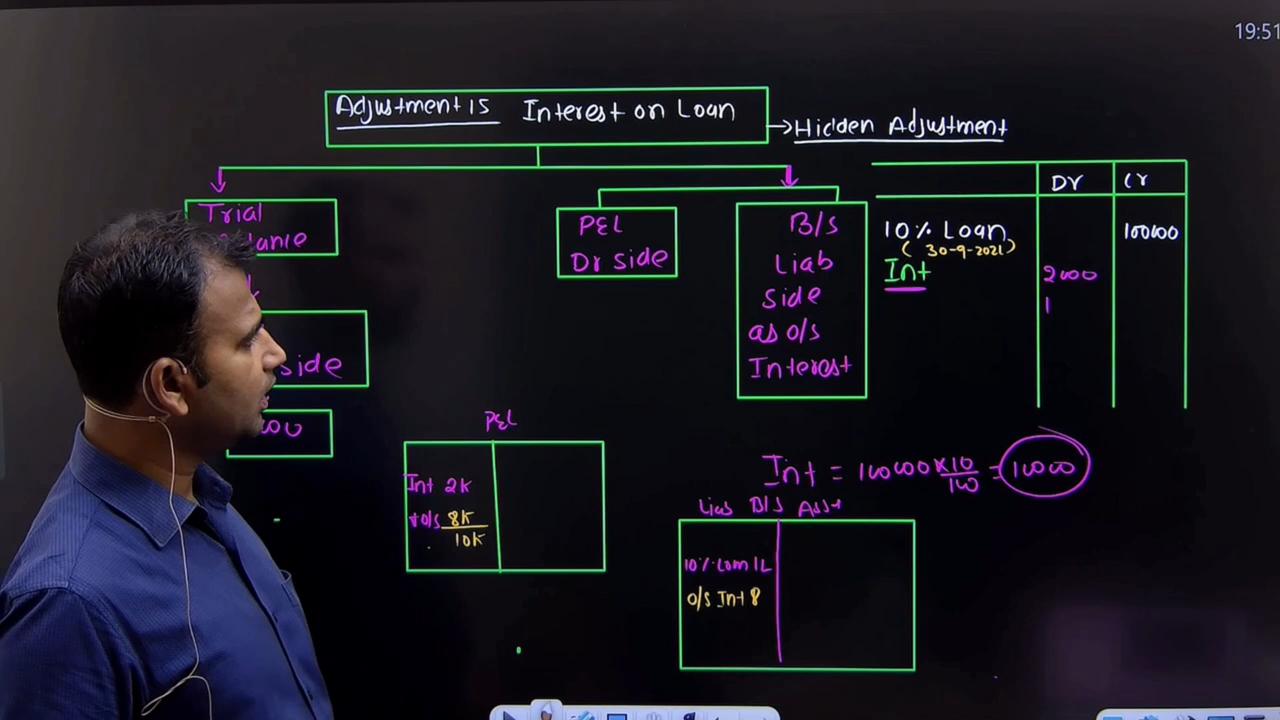 19:51
Adjustment is Interest on Loan
→ Hidden Adjustment
Trial
P&L
Dr side
B/s
Liab
side
as o/s
Interest
Dr Cr
10% Loan 100000
(30-9-2021)
Int 2000
1
side
P&L
Int 2K
+o/s 8K
10K
Int = 100000 × 10/100 = 10000
Liab B/s Asst
10% Loan 1L
o/s Int 8